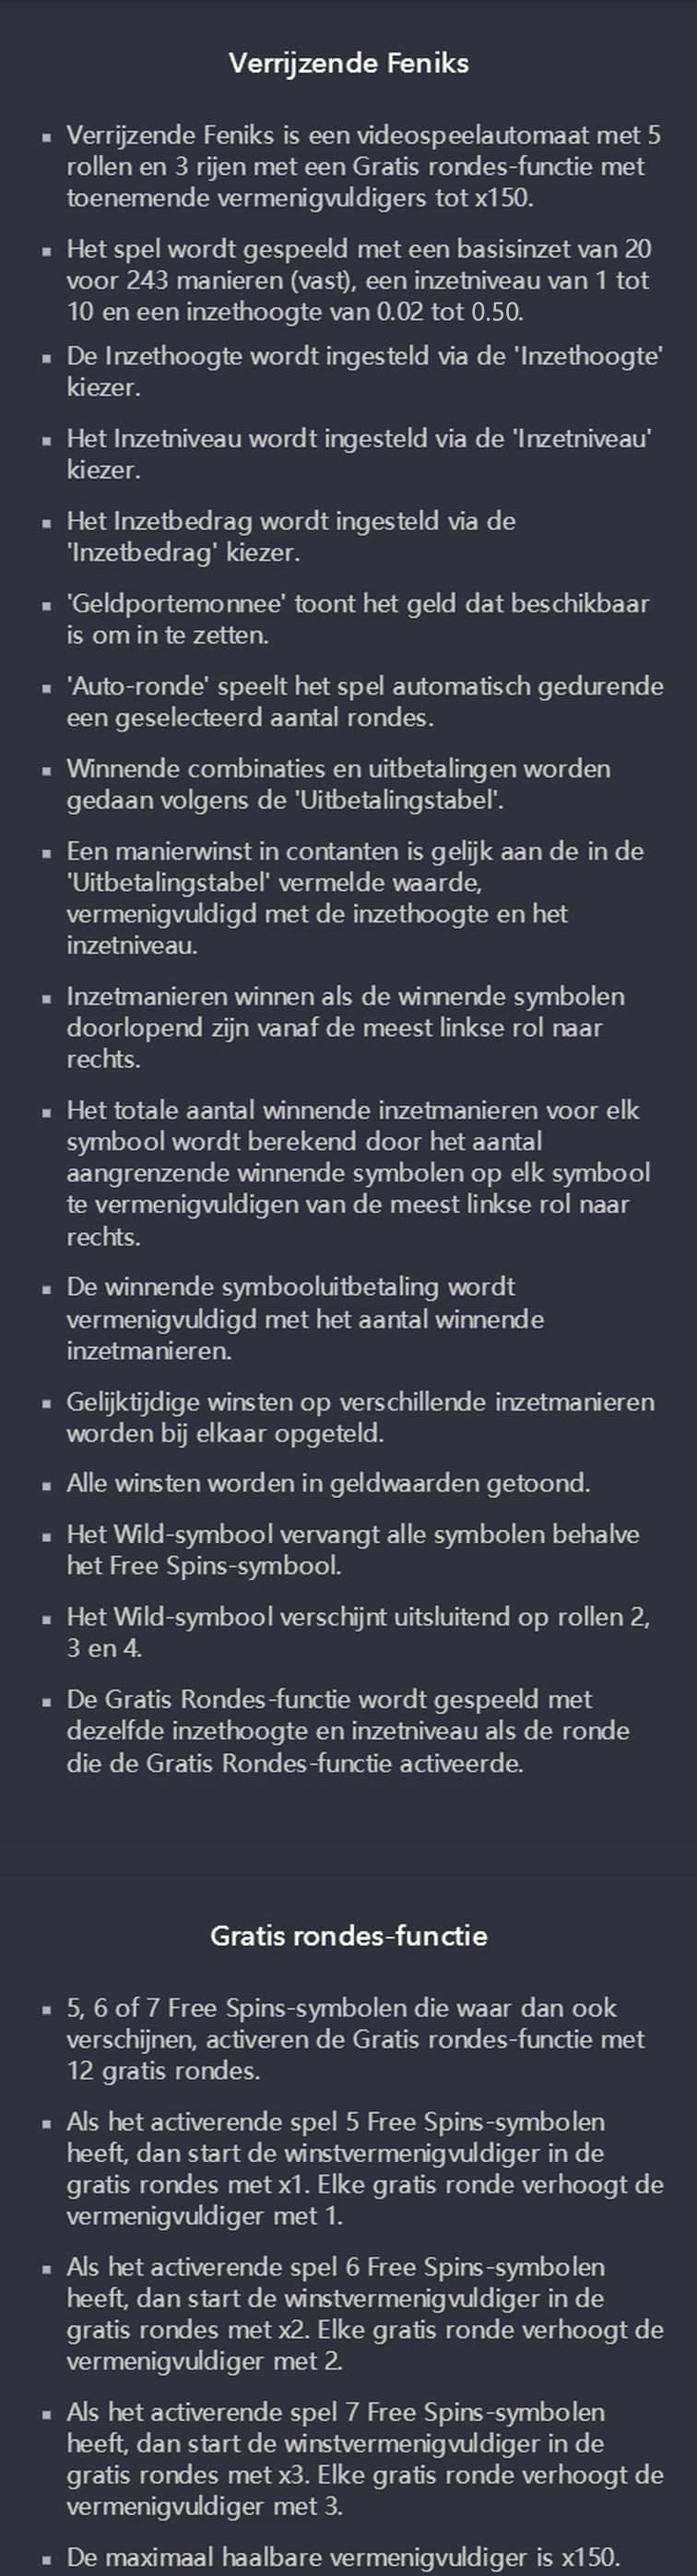 Verrijzende Feniks
▪ Verrijzende Feniks is een videospeelautomaat met 5
rollen en 3 rijen met een Gratis rondes-functie met
toenemende vermenigvuldigers tot x150.
▪ Het spel wordt gespeeld met een basisinzet van 20
voor 243 manieren (vast), een inzetniveau van 1 tot
10 en een inzethoogte van 0.02 tot 0.50.
▪ De Inzethoogte wordt ingesteld via de 'Inzethoogte'
kiezer.
▪ Het Inzetniveau wordt ingesteld via de 'Inzetniveau'
kiezer.
▪ Het Inzetbedrag wordt ingesteld via de
'Inzetbedrag' kiezer.
▪ 'Geldportemonnee' toont het geld dat beschikbaar
is om in te zetten.
▪ 'Auto-ronde' speelt het spel automatisch gedurende
een geselecteerd aantal rondes.
▪ Winnende combinaties en uitbetalingen worden
gedaan volgens de 'Uitbetalingstabel'.
▪ Een manierwinst in contanten is gelijk aan de in de
'Uitbetalingstabel' vermelde waarde,
vermenigvuldigd met de inzethoogte en het
inzetniveau.
▪ Inzetmanieren winnen als de winnende symbolen
doorlopend zijn vanaf de meest linkse rol naar
rechts.
▪ Het totale aantal winnende inzetmanieren voor elk
symbool wordt berekend door het aantal
aangrenzende winnende symbolen op elk symbool
te vermenigvuldigen van de meest linkse rol naar
rechts.
▪ De winnende symbooluitbetaling wordt
vermenigvuldigd met het aantal winnende
inzetmanieren.
▪ Gelijktijdige winsten op verschillende inzetmanieren
worden bij elkaar opgeteld.
▪ Alle winsten worden in geldwaarden getoond.
▪ Het Wild-symbool vervangt alle symbolen behalve
het Free Spins-symbool.
▪ Het Wild-symbool verschijnt uitsluitend op rollen 2,
3 en 4.
▪ De Gratis Rondes-functie wordt gespeeld met
dezelfde inzethoogte en inzetniveau als de ronde
die de Gratis Rondes-functie activeerde.
Gratis rondes-functie
▪ 5, 6 of 7 Free Spins-symbolen die waar dan ook
verschijnen, activeren de Gratis rondes-functie met
12 gratis rondes.
▪ Als het activerende spel 5 Free Spins-symbolen
heeft, dan start de winstvermenigvuldiger in de
gratis rondes met x1. Elke gratis ronde verhoogt de
vermenigvuldiger met 1.
▪ Als het activerende spel 6 Free Spins-symbolen
heeft, dan start de winstvermenigvuldiger in de
gratis rondes met x2. Elke gratis ronde verhoogt de
vermenigvuldiger met 2.
▪ Als het activerende spel 7 Free Spins-symbolen
heeft, dan start de winstvermenigvuldiger in de
gratis rondes met x3. Elke gratis ronde verhoogt de
vermenigvuldiger met 3.
▪ De maximaal haalbare vermenigvuldiger is x150.